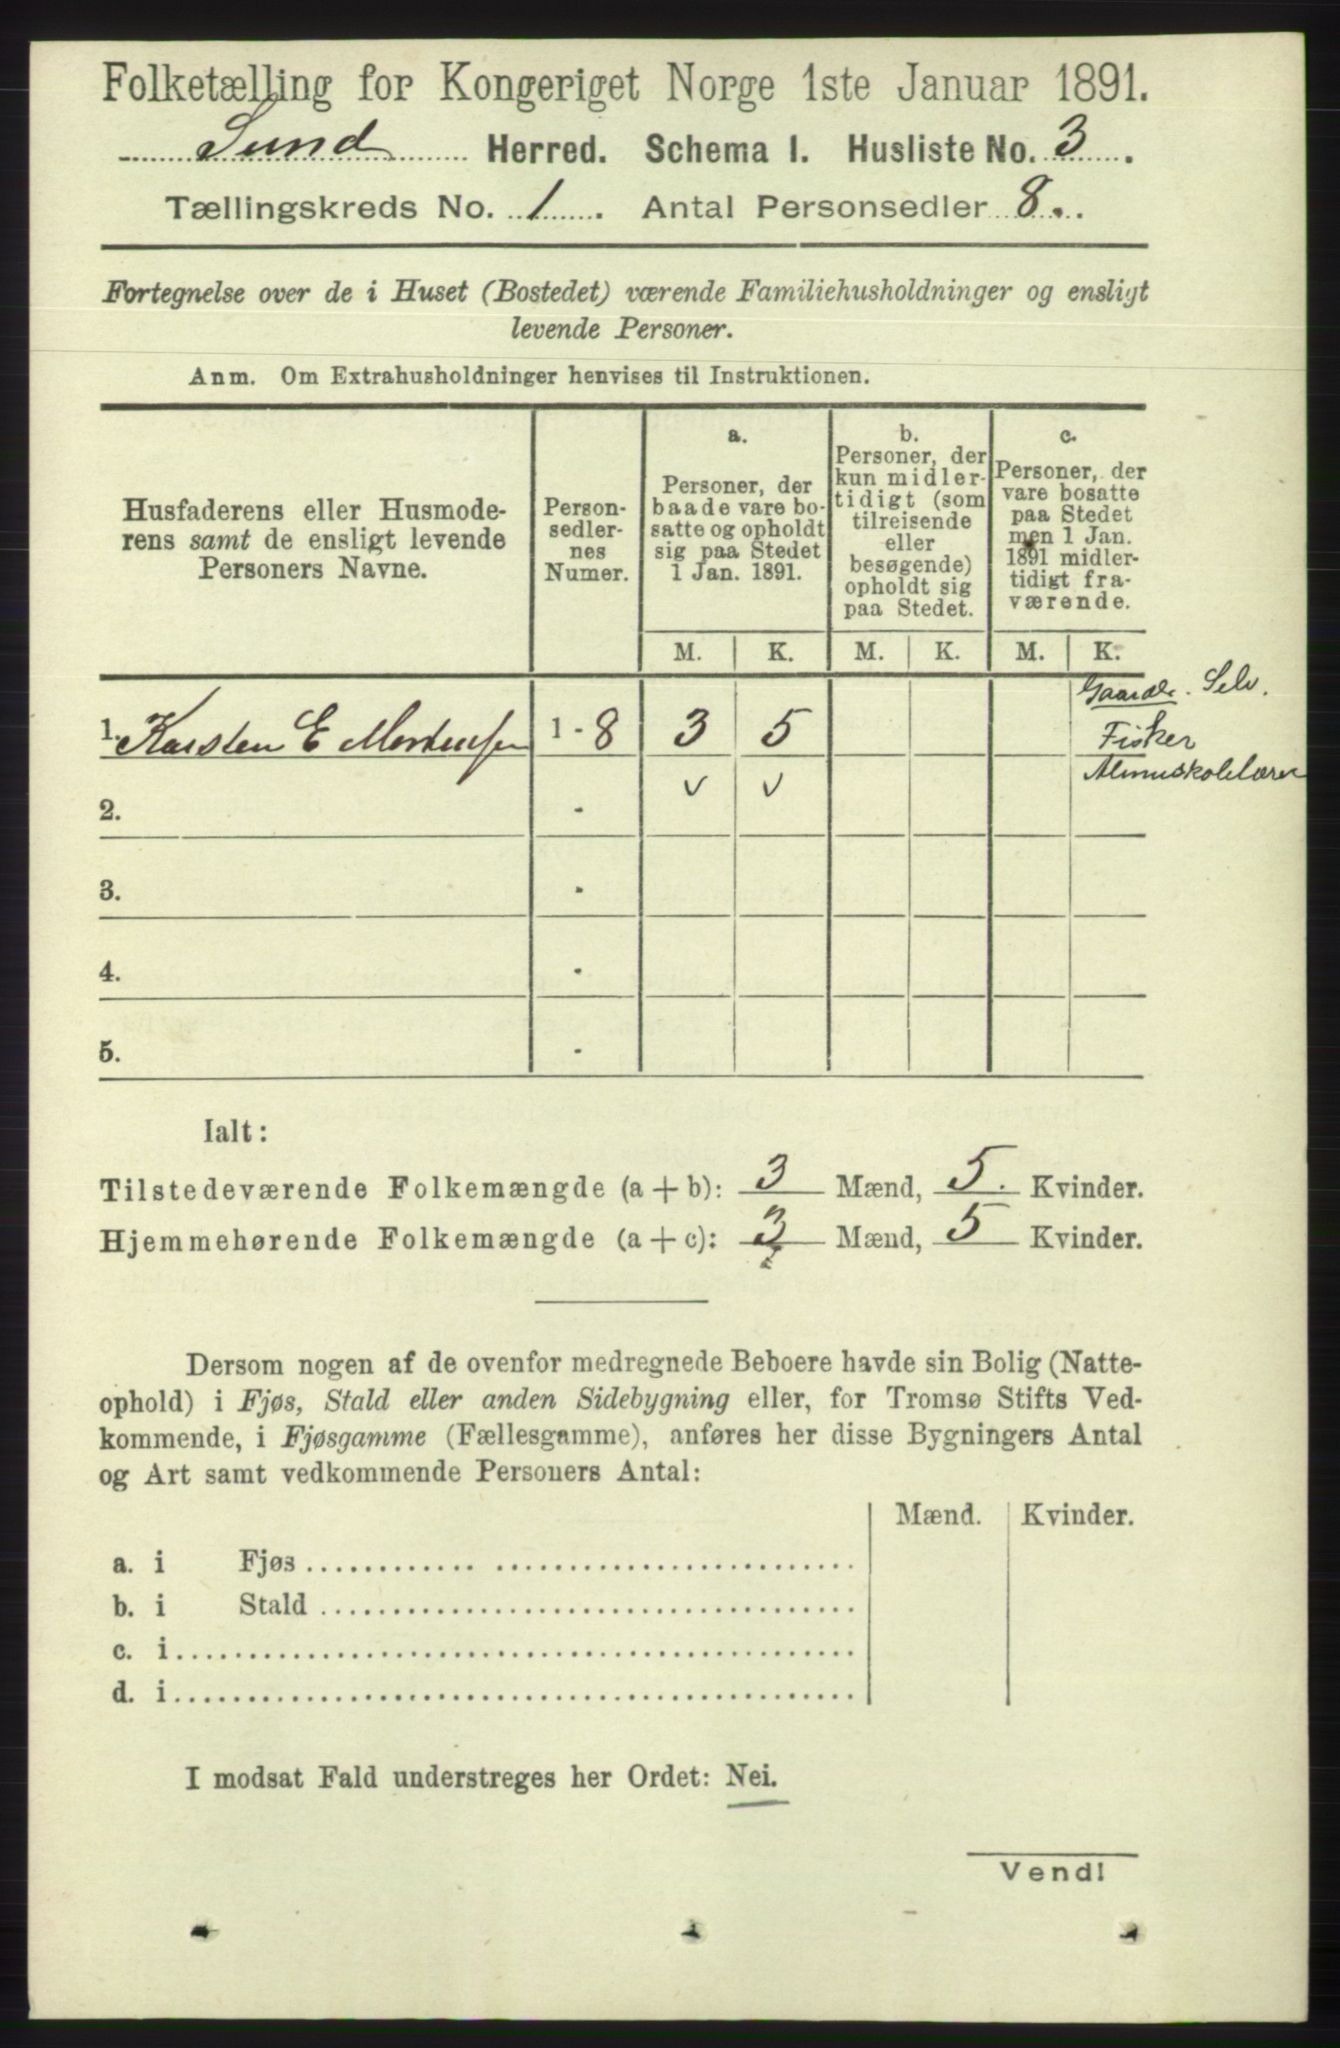 Folketælling for Kongeriget Norge 1ste Januar 1891.
Sund Herred. Schema I. Husliste No. 3.
Tællingskreds No. 1. Antal Personsedler 8.
Fortegnelse over de i Huset (Bostedet) værende Familiehusholdninger og ensligt
levende Personer.
Anm. Om Extrahusholdninger henvises til Instruktionen.
Husfaderens eller Husmode-
rens samt de ensligt levende
Personers Navne.
Person-
sedler-
nes
Numer.
a.
Personer, der
baade vare bo-
satte og opholdt
sig paa Stedet
1 Jan. 1891.
b.
Personer, der
kun midler-
tidigt (som
tilreisende
eller
besøgende)
opholdt sig
paa Stedet.
c.
Personer, der
vare bosatte
paa Stedet
men 1 Jan.
1891 midler-
tidigt fra-
værende.
M. K. M. K. M. K.
Gaardbr. Selv.
1. Karsten E Mortensen 1 - 8 3 5 Fisker
Almuskolelærer
2. - v v
3. -
4. -
5. -
Ialt:
Tilstedeværende Folkemængde (a + b): 3 Mænd, 5. Kvinder.
Hjemmehørende Folkemængde (a + c): 3 Mænd, 5 Kvinder.
Dersom nogen af de ovenfor medregnede Beboere havde sin Bolig (Natte-
ophold) i Fjøs, Stald eller anden Sidebygning eller, for Tromsø Stifts Ved-
kommende, i Fjøsgamme (Fællesgamme), anføres her disse Bygningers Antal
og Art samt vedkommende Personers Antal:
Mænd. Kvinder.
a. i Fjøs
b. i Stald
c. i
d. i
I modsat Fald understreges her Ordet: Nei.
Vend!